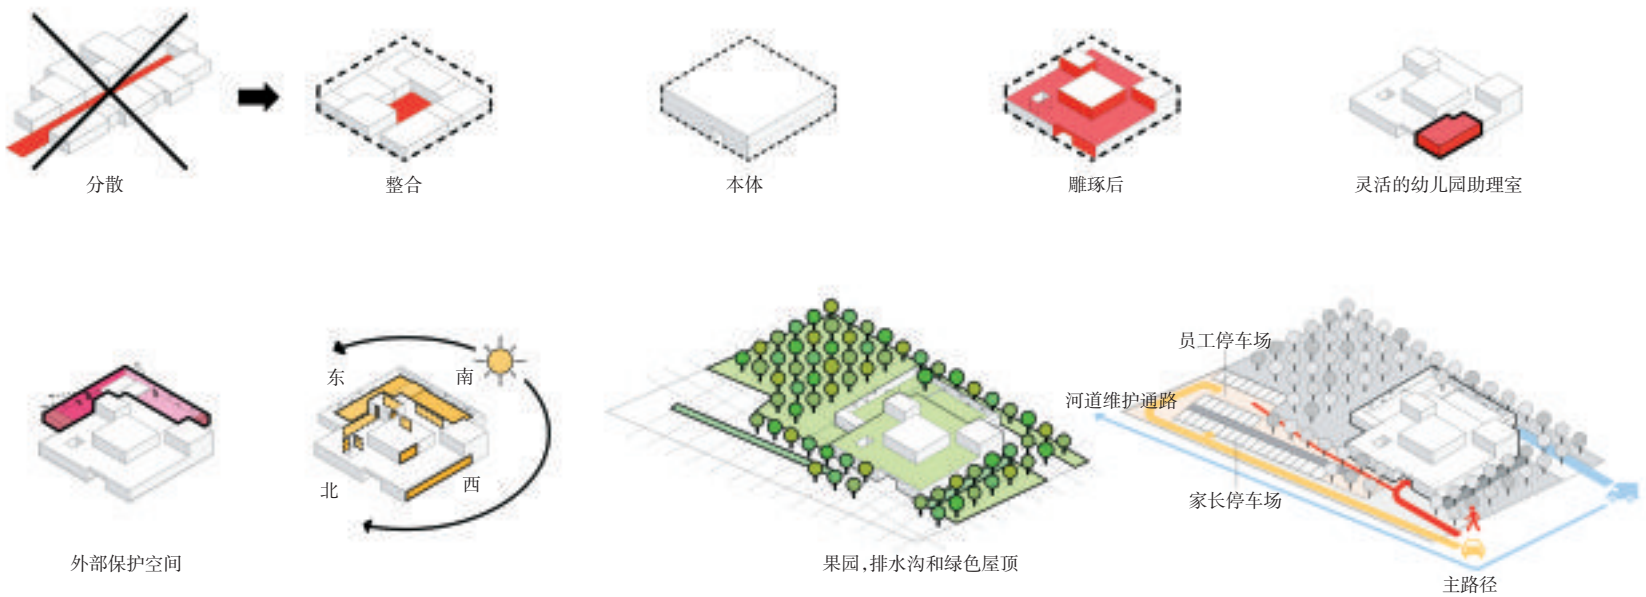 分散
整合
本体
雕琢后
灵活的幼儿园助理室
东
南
北
西
外部保护空间
果园,排水沟和绿色屋顶
员工停车场
河道维护通路
家长停车场
主路径